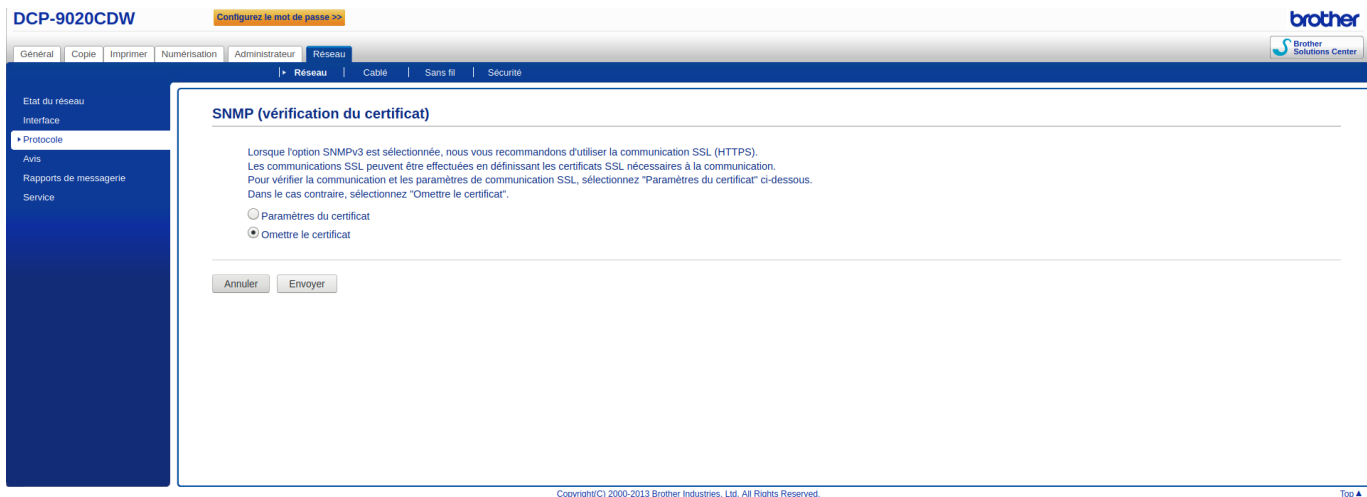 DCP-9020CDW
Configurez le mot de passe >>
brother
Général Copie Imprimer Numérisation Administrateur Réseau
Brother
Solutions Center
Réseau Cablé Sans fil Sécurité
Etat du réseau
Interface
Protocole
Avis
Rapports de messagerie
Service
SNMP (vérification du certificat)
Lorsque l'option SNMPv3 est sélectionnée, nous vous recommandons d'utiliser la communication SSL (HTTPS).
Les communications SSL peuvent être effectuées en définissant les certificats SSL nécessaires à la communication.
Pour vérifier la communication et les paramètres de communication SSL, sélectionnez "Paramètres du certificat" ci-dessous.
Dans le cas contraire, sélectionnez "Omettre le certificat".
Paramètres du certificat
Omettre le certificat
Annuler Envoyer
Copyright(C) 2000-2013 Brother Industries, Ltd. All Rights Reserved.
Top▲